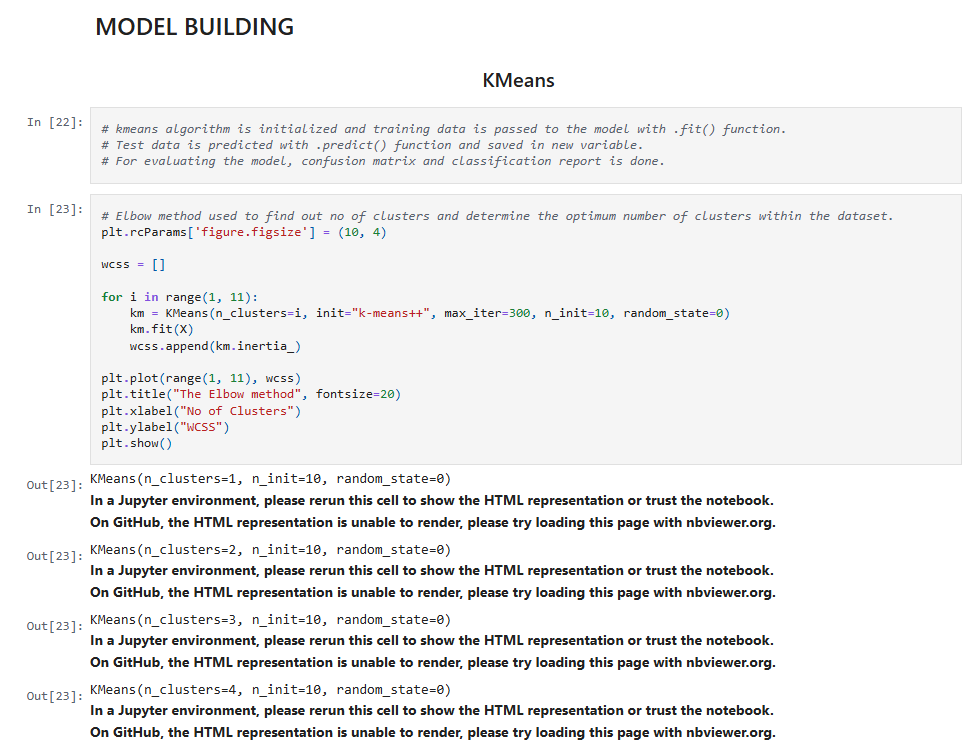 MODEL BUILDING
KMeans
In [22]:
# kmeans algorithm is initialized and training data is passed to the model with .fit() function.
# Test data is predicted with .predict() function and saved in new variable.
# For evaluating the model, confusion matrix and classification report is done.
In [23]:
# Elbow method used to find out no of clusters and determine the optimum number of clusters within the dataset.
plt.rcParams['figure.figsize'] = (10, 4)
wcss = []
for i in range(1, 11):
    km = KMeans(n_clusters=i, init="k-means++", max_iter=300, n_init=10, random_state=0)
    km.fit(X)
    wcss.append(km.inertia_)
plt.plot(range(1, 11), wcss)
plt.title("The Elbow method", fontsize=20)
plt.xlabel("No of Clusters")
plt.ylabel("WCSS")
plt.show()
Out[23]: KMeans(n_clusters=1, n_init=10, random_state=0)
In a Jupyter environment, please rerun this cell to show the HTML representation or trust the notebook.
On GitHub, the HTML representation is unable to render, please try loading this page with nbviewer.org.
Out[23]: KMeans(n_clusters=2, n_init=10, random_state=0)
In a Jupyter environment, please rerun this cell to show the HTML representation or trust the notebook.
On GitHub, the HTML representation is unable to render, please try loading this page with nbviewer.org.
Out[23]: KMeans(n_clusters=3, n_init=10, random_state=0)
In a Jupyter environment, please rerun this cell to show the HTML representation or trust the notebook.
On GitHub, the HTML representation is unable to render, please try loading this page with nbviewer.org.
Out[23]: KMeans(n_clusters=4, n_init=10, random_state=0)
In a Jupyter environment, please rerun this cell to show the HTML representation or trust the notebook.
On GitHub, the HTML representation is unable to render, please try loading this page with nbviewer.org.